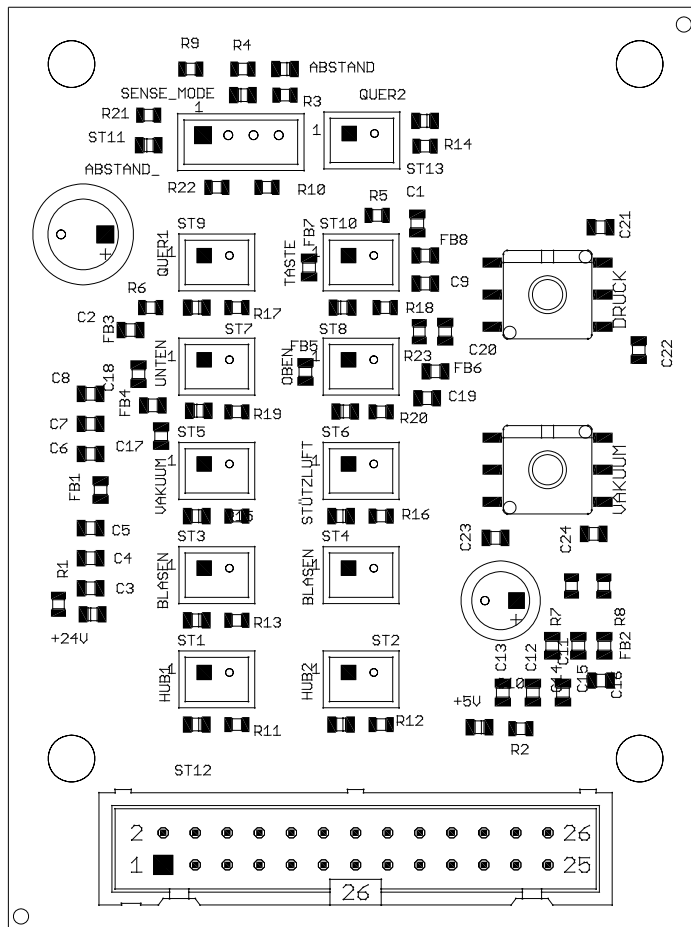 R9
R4
ABSTAND
SENSE_MODE
R3
QUER2
R21
1
1
ST11
R14
ABSTAND_
ST13
R22
R10
R5
C1
ST9
FB7
ST10
C21
QUER1
1
TASTE
1
FB8
+
C9
DRUCK
R6
R17
R18
C2
FB3
ST7
ST8
C20
C22
UNTEN
1
FB5
OBEN
1
R23
C18
FB6
C8
FB4
R19
R20
C19
C7
C17
ST5
ST6
C6
VAKUUM
1
STÜTZLUFT
1
VAKUUM
FB1
R15
R16
C5
C23
C24
ST3
ST4
C4
BLASEN
1
BLASEN
1
R1
C3
+
+24V
R13
R7
R8
ST1
ST2
C13
C12
C11
FB2
HUB1
1
HUB2
1
C10
C14
C15
C16
+5V
R11
R12
R2
ST12
2
26
1
25
26